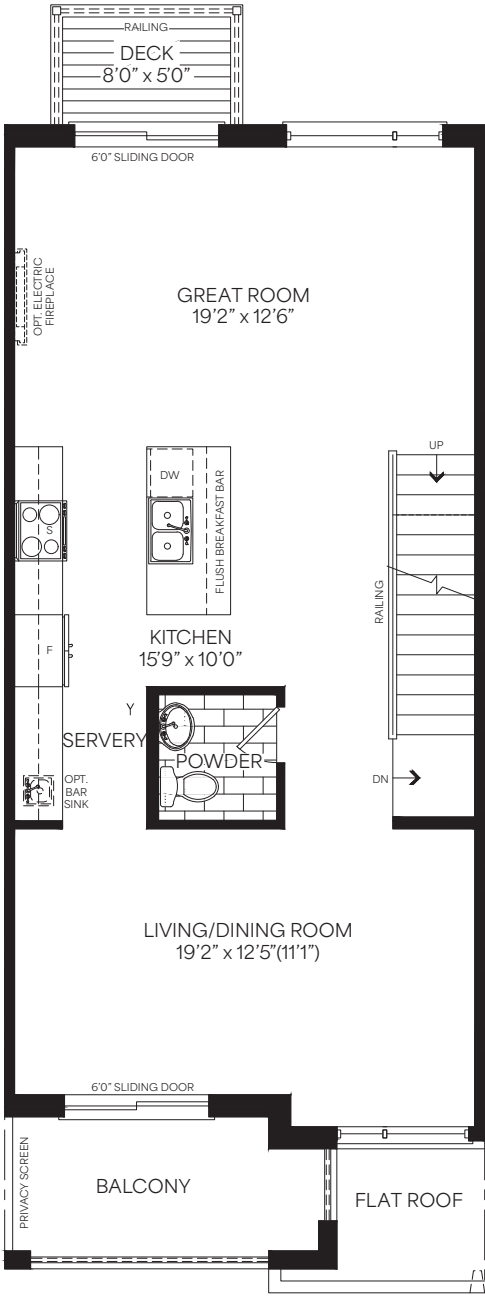 RAILING
DECK
8'0" x 5'0"
6'0" SLIDING DOOR
OPT. ELECTRIC
FIREPLACE
GREAT ROOM
19'2" x 12'6"
UP
DW
FLUSH BREAKFAST BAR
S
RAILING
F
KITCHEN
15'9" x 10'0"
Y
SERVERY
POWDER
OPT.
BAR
SINK
DN
LIVING/DINING ROOM
19'2" x 12'5"(11'1")
6'0" SLIDING DOOR
PRIVACY SCREEN
BALCONY
FLAT ROOF